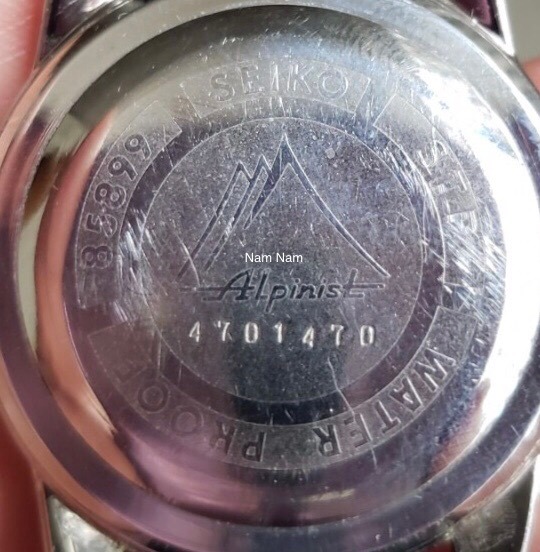 SEIKO
S.T.P.
WATER PROOF
85899
Nam Nam
Alpinist
4701470